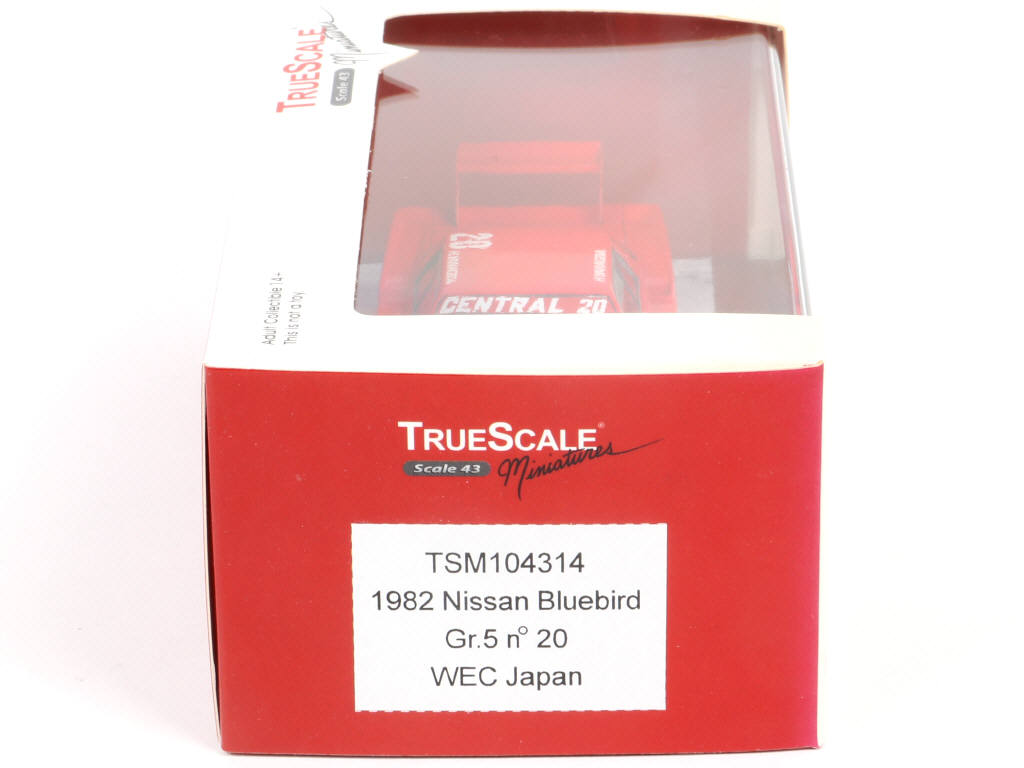 TRUESCALE
Scale 43 Miniatures
Adult Collectible 14+
This is not a toy.
20
CENTRAL 20
TRUESCALE®
Scale 43 Miniatures
TSM104314
1982 Nissan Bluebird
Gr.5 nº 20
WEC Japan